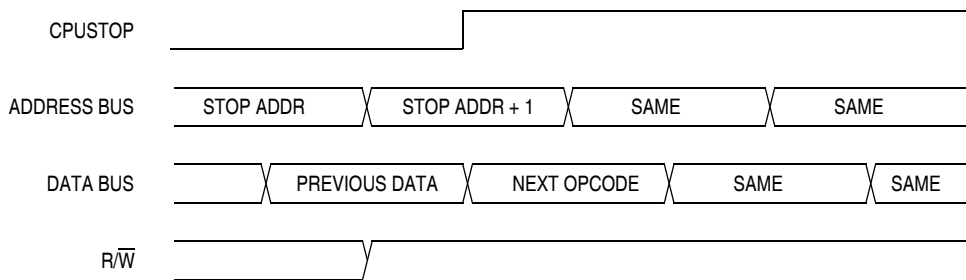 CPUSTOP
ADDRESS BUS STOP ADDR STOP ADDR + 1 SAME SAME
DATA BUS PREVIOUS DATA NEXT OPCODE SAME SAME
R/W̅